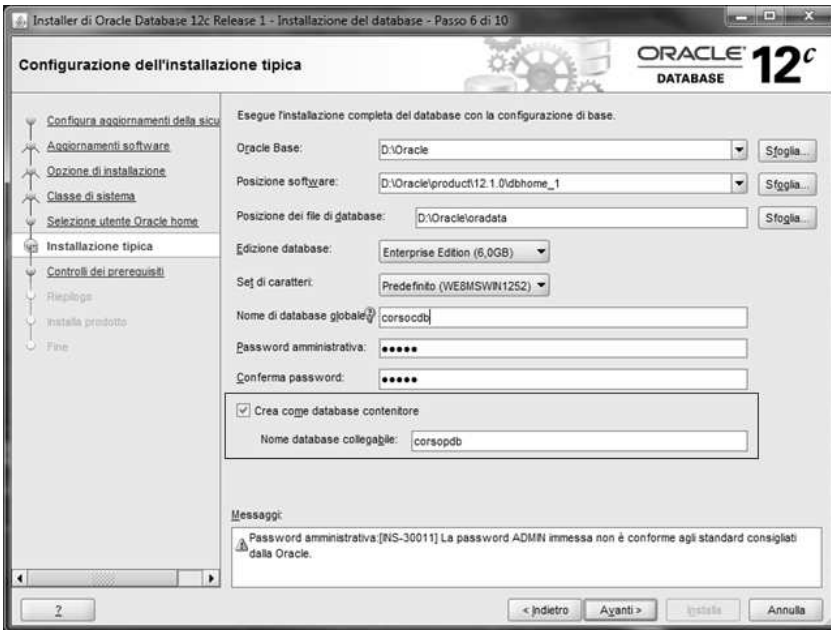 Installer di Oracle Database 12c Release 1 - Installazione del database - Passo 6 di 10
Configurazione dell'installazione tipica
ORACLE
DATABASE
12c
Configura aggiornamenti della sicu
Aggiornamenti software
Opzione di installazione
Classe di sistema
Selezione utente Oracle home
Installazione tipica
Controlli dei prerequisiti
Riepilogo
Installa prodotto
Fine
Esegue l'installazione completa del database con la configurazione di base.
Oracle Base: D:\Oracle Sfoglia...
Posizione software: D:\Oracle\product\12.1.0\dbhome_1 Sfoglia...
Posizione dei file di database: D:\Oracle\oradata Sfoglia...
Edizione database: Enterprise Edition (6,0GB)
Set di caratteri: Predefinito (WE8MSWIN1252)
Nome di database globale corsocdb
Password amministrativa: •••••
Conferma password: •••••
Crea come database contenitore
Nome database collegabile: corsopdb
Messaggi:
Password amministrativa:[INS-30011] La password ADMIN immessa non è conforme agli standard consigliati
dalla Oracle.
? < Indietro Avanti > Installa Annulla